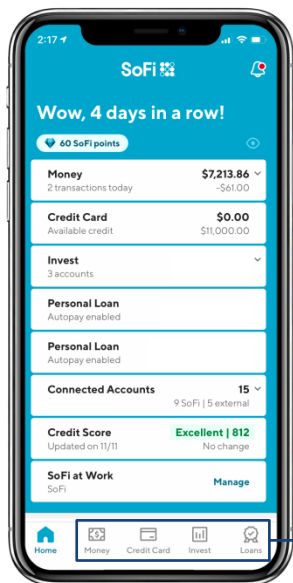 2:17
SoFi
Wow, 4 days in a row!
60 SoFi points
Money $7,213.86
2 transactions today -$61.00
Credit Card $0.00
Available credit $11,000.00
Invest
3 accounts
Personal Loan
Autopay enabled
Personal Loan
Autopay enabled
Connected Accounts 15
9 SoFi | 5 external
Credit Score Excellent | 812
Updated on 11/11 No change
SoFi at Work Manage
SoFi
Home Money Credit Card Invest Loans